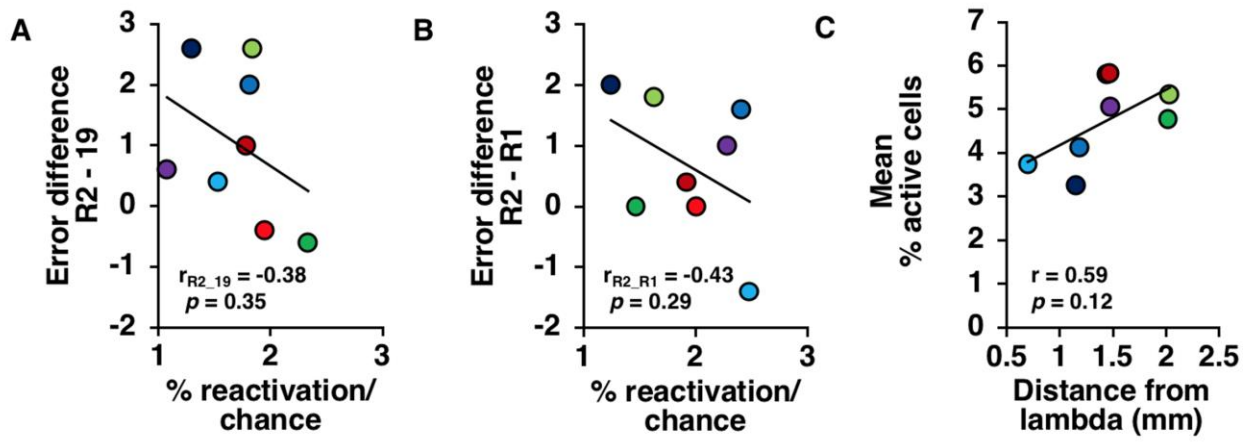 A
3
2
1
0
-1
-2
Error difference
R2 - 19
rR2_19 = -0.38
p = 0.35
1 2 3
% reactivation/
chance
B
3
2
1
0
-1
-2
Error difference
R2 - R1
rR2_R1 = -0.43
p = 0.29
1 2 3
% reactivation/
chance
C
7
6
5
4
3
2
1
0
Mean
% active cells
r = 0.59
p = 0.12
0.5 1 1.5 2 2.5
Distance from
lambda (mm)